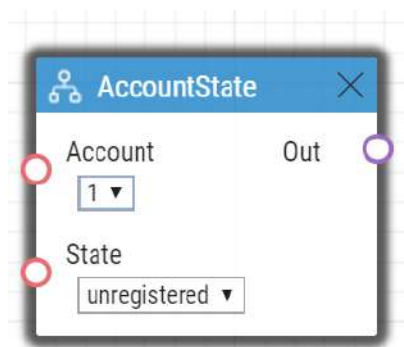 AccountState
Account Out
1
State
unregistered